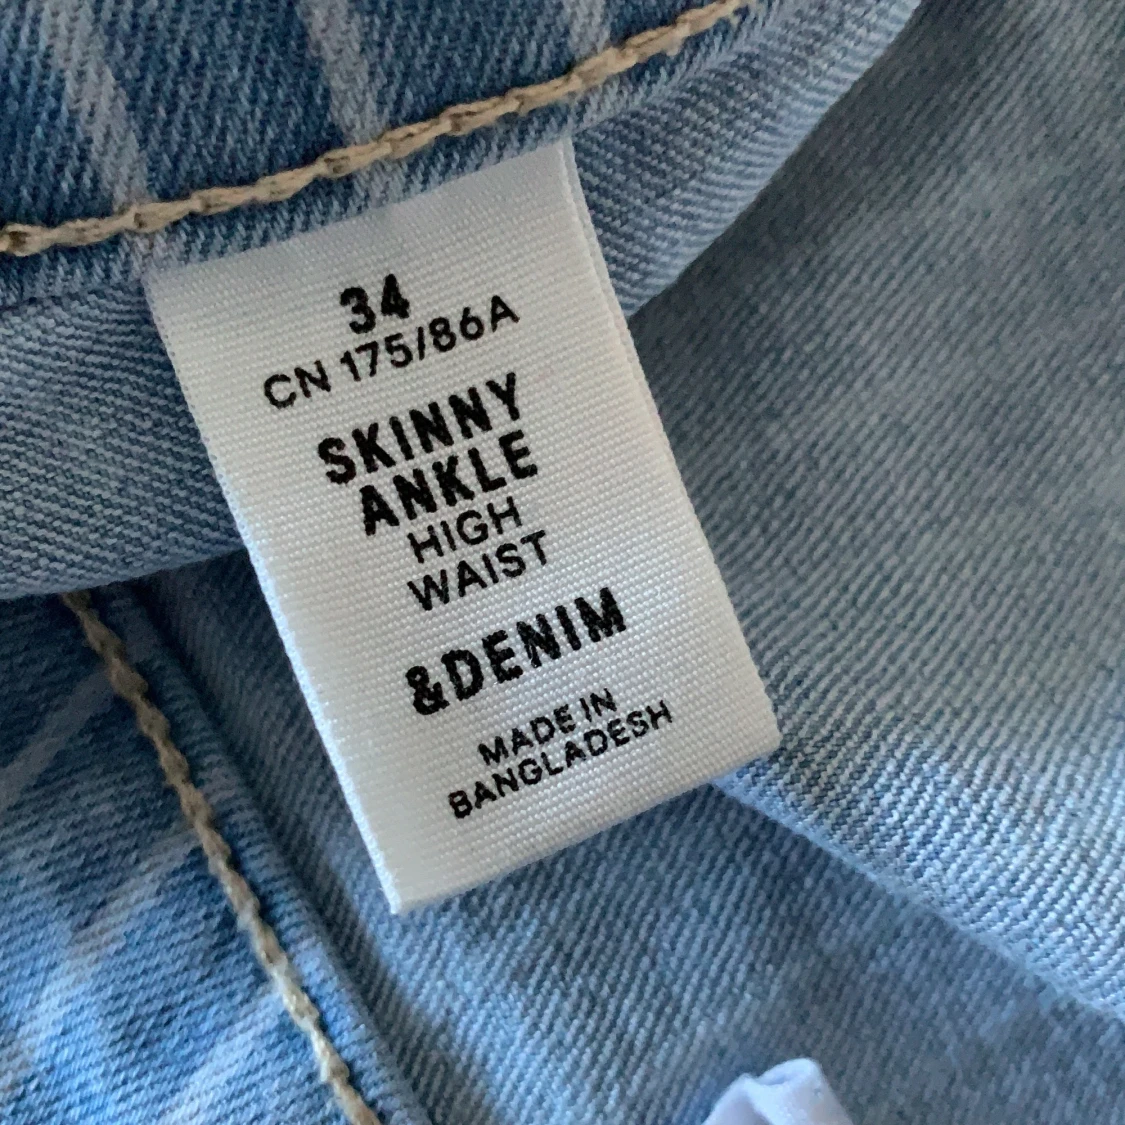 34
CN 175/86A
SKINNY
ANKLE
HIGH
WAIST
&DENIM
MADE IN
BANGLADESH